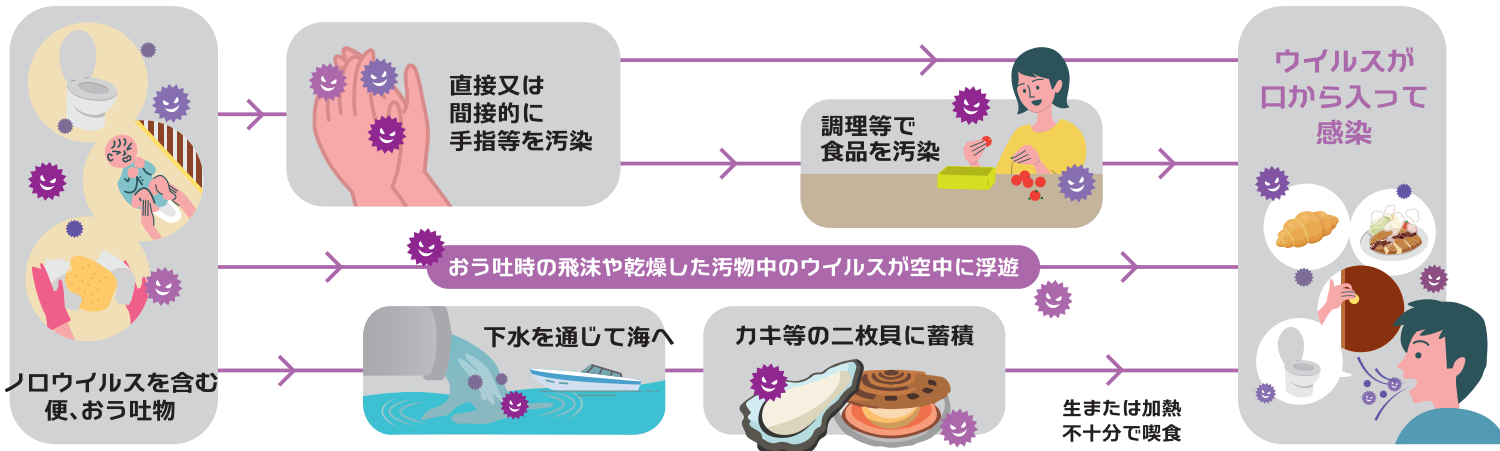 ノロウイルスを含む
便、おう吐物
直接又は
間接的に
手指等を汚染
調理等で
食品を汚染
おう吐時の飛沫や乾燥した汚物中のウイルスが空中に浮遊
下水を通じて海へ
カキ等の二枚貝に蓄積
生または加熱
不十分で喫食
ウイルスが
口から入って
感染